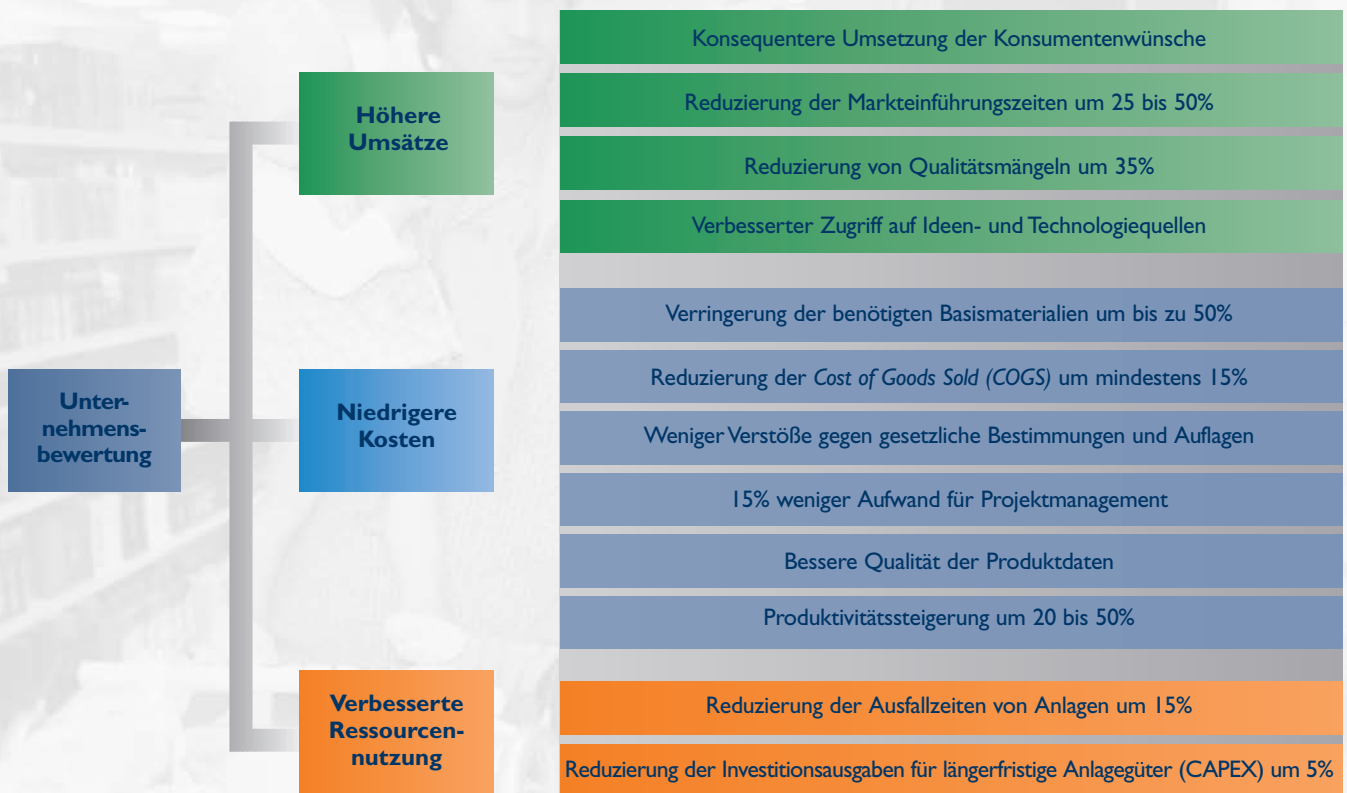 Unter-
nehmens-
bewertung
Höhere
Umsätze
Konsequentere Umsetzung der Konsumentenwünsche
Reduzierung der Markteinführungszeiten um 25 bis 50%
Reduzierung von Qualitätsmängeln um 35%
Verbesserter Zugriff auf Ideen- und Technologiequellen
Niedrigere
Kosten
Verringerung der benötigten Basismaterialien um bis zu 50%
Reduzierung der Cost of Goods Sold (COGS) um mindestens 15%
Weniger Verstöße gegen gesetzliche Bestimmungen und Auflagen
15% weniger Aufwand für Projektmanagement
Bessere Qualität der Produktdaten
Produktivitätssteigerung um 20 bis 50%
Verbesserte
Ressourcen-
nutzung
Reduzierung der Ausfallzeiten von Anlagen um 15%
Reduzierung der Investitionsausgaben für längerfristige Anlagegüter (CAPEX) um 5%